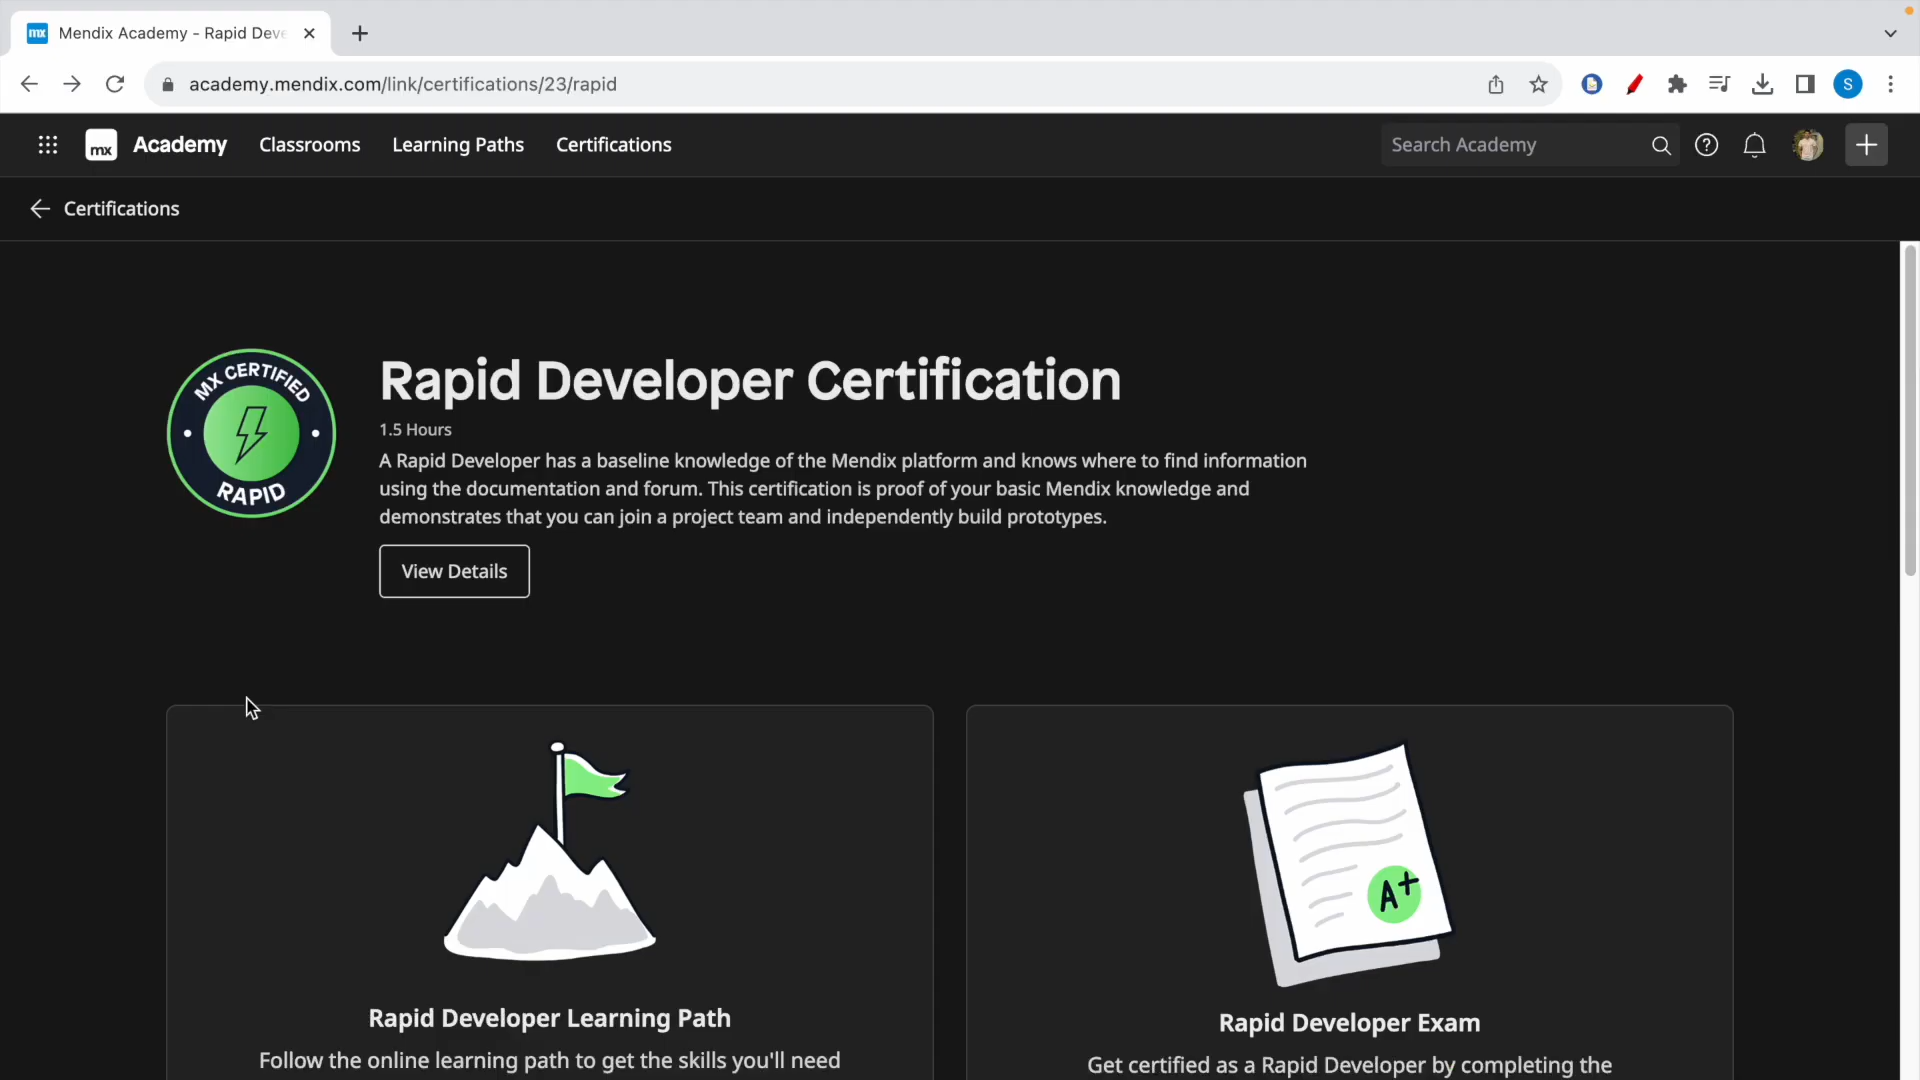 mx Mendix Academy - Rapid Deve
academy.mendix.com/link/certifications/23/rapid
S
mx Academy Classrooms Learning Paths Certifications Search Academy
Certifications
MX CERTIFIED
RAPID
Rapid Developer Certification
1.5 Hours
A Rapid Developer has a baseline knowledge of the Mendix platform and knows where to find information
using the documentation and forum. This certification is proof of your basic Mendix knowledge and
demonstrates that you can join a project team and independently build prototypes.
View Details
A+
Rapid Developer Learning Path
Follow the online learning path to get the skills you'll need
Rapid Developer Exam
Get certified as a Rapid Developer by completing the